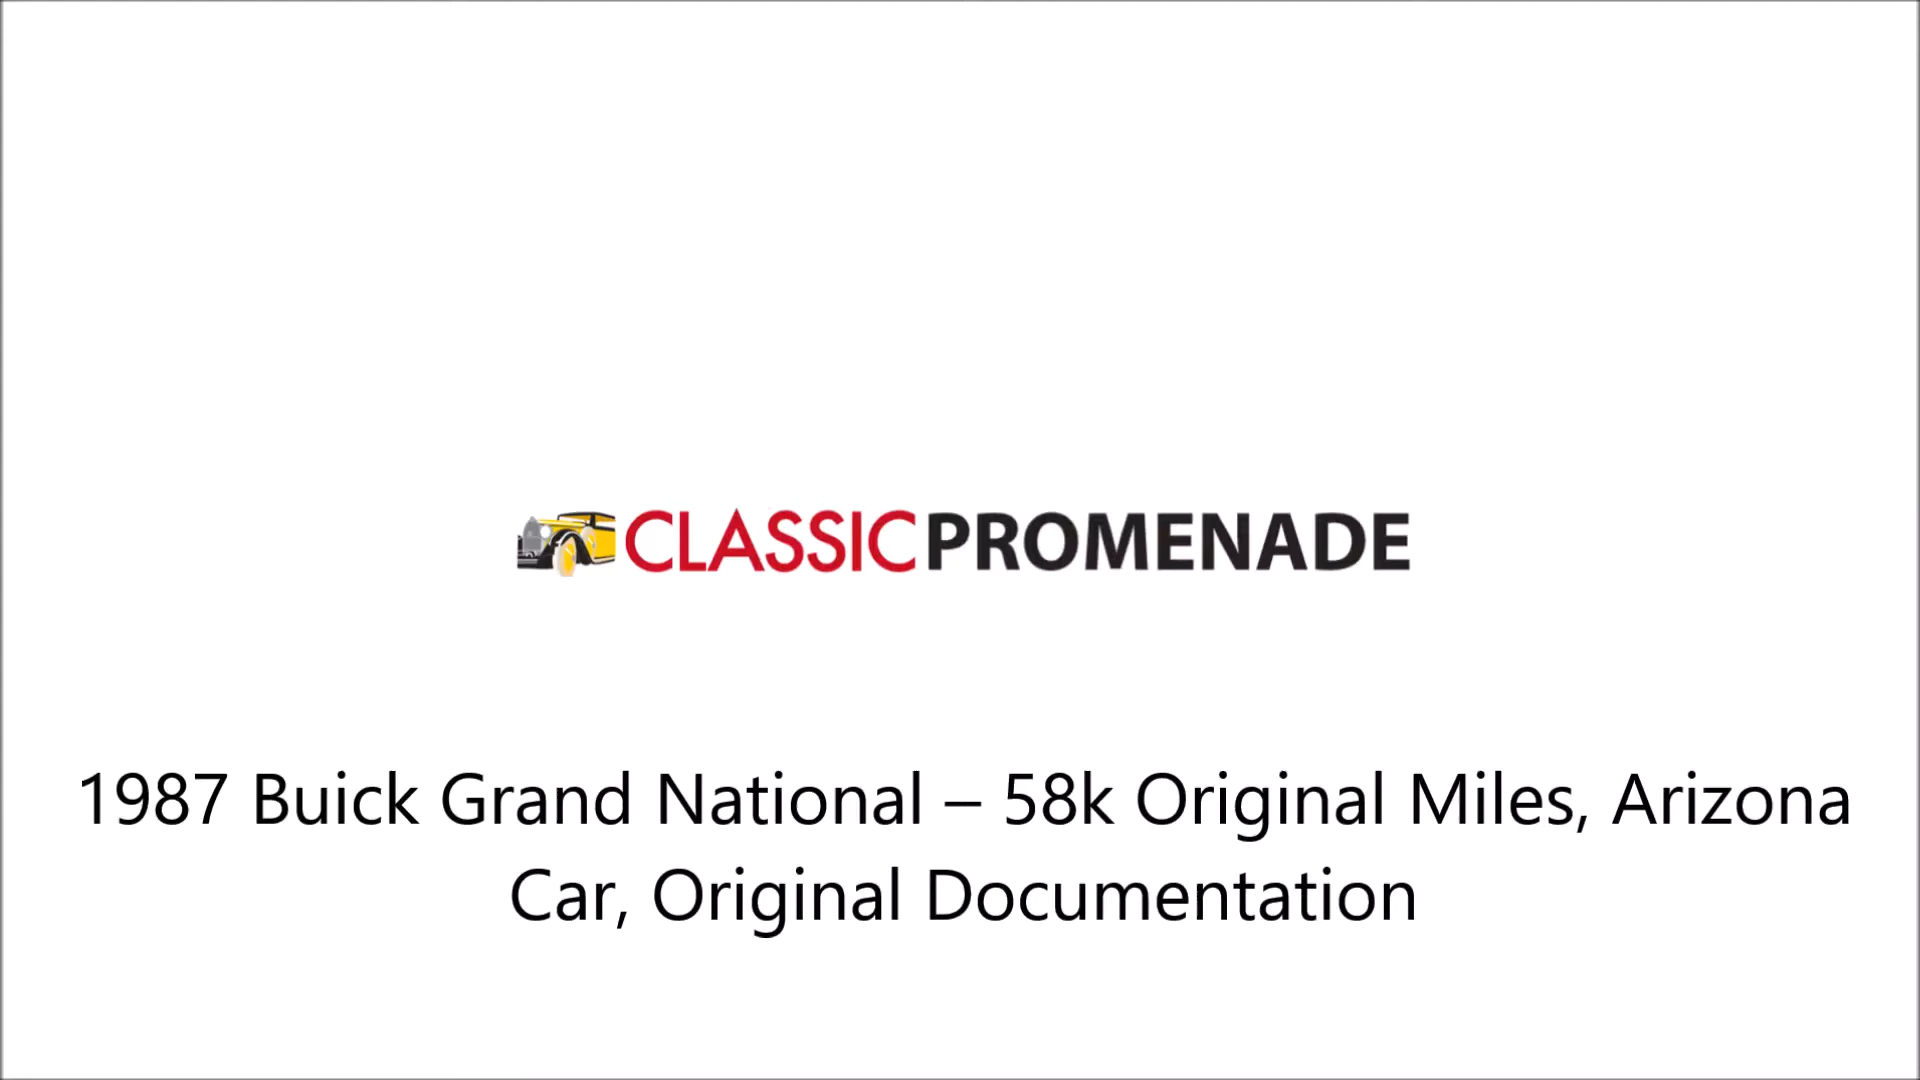 CLASSICPROMENADE
1987 Buick Grand National – 58k Original Miles, Arizona
Car, Original Documentation